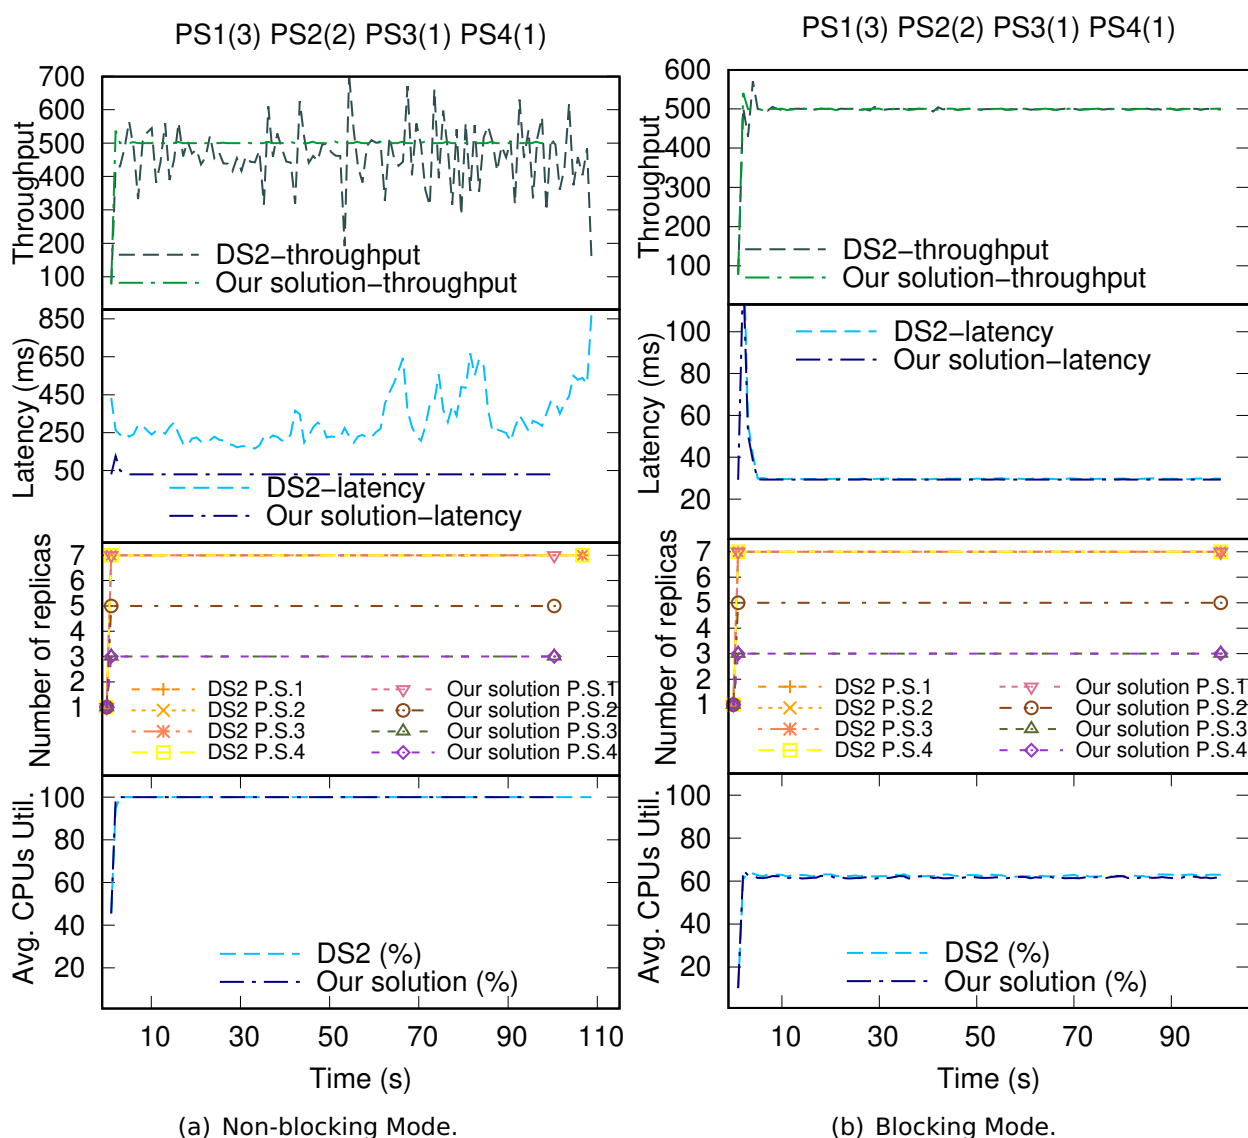 PS1(3) PS2(2) PS3(1) PS4(1)
Throughput
700
600
500
400
300
200
100
DS2−throughput
Our solution−throughput
Latency (ms)
850
650
450
250
50
DS2−latency
Our solution−latency
Number of replicas
7
6
5
4
3
2
1
DS2 P.S.1
DS2 P.S.2
DS2 P.S.3
DS2 P.S.4
Our solution P.S.1
Our solution P.S.2
Our solution P.S.3
Our solution P.S.4
Avg. CPUs Util.
100
80
60
40
20
DS2 (%)
Our solution (%)
10 30 50 70 90 110
Time (s)
(a) Non-blocking Mode.
PS1(3) PS2(2) PS3(1) PS4(1)
Throughput
600
500
400
300
200
100
DS2−throughput
Our solution−throughput
Latency (ms)
100
80
60
40
20
DS2−latency
Our solution−latency
Number of replicas
7
6
5
4
3
2
1
DS2 P.S.1
DS2 P.S.2
DS2 P.S.3
DS2 P.S.4
Our solution P.S.1
Our solution P.S.2
Our solution P.S.3
Our solution P.S.4
Avg. CPUs Util.
100
80
60
40
20
DS2 (%)
Our solution (%)
10 30 50 70 90
Time (s)
(b) Blocking Mode.